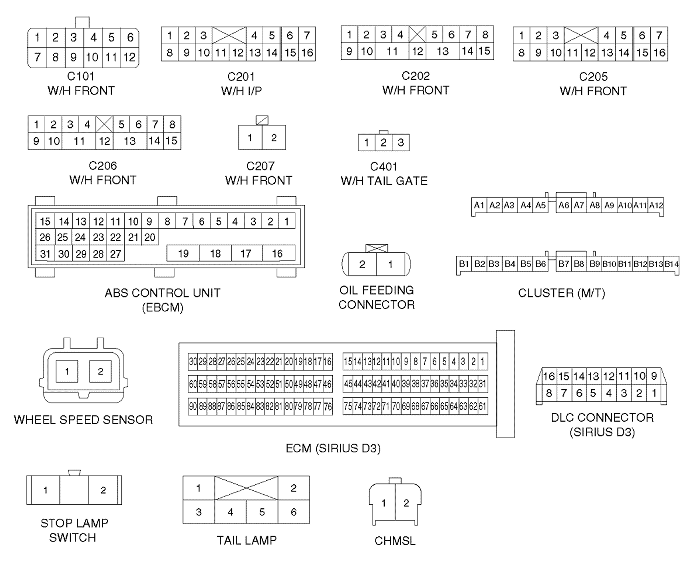 1 2 3 4 5 6
7 8 9 10 11 12
C101
W/H FRONT
1 2 3 4 5 6 7
8 9 10 11 12 13 14 15 16
C201
W/H I/P
1 2 3 4 5 6 7 8
9 10 11 12 13 14 15
C202
W/H FRONT
1 2 3 4 5 6 7
8 9 10 11 12 13 14 15 16
C205
W/H FRONT
1 2 3 4 5 6 7 8
9 10 11 12 13 14 15
C206
W/H FRONT
1 2
C207
W/H FRONT
1 2 3
C401
W/H TAIL GATE
15 14 13 12 11 10 9 8 7 6 5 4 3 2 1
26 25 24 23 22 21 20
31 30 29 28 27 19 18 17 16
ABS CONTROL UNIT
(EBCM)
2 1
OIL FEEDING
CONNECTOR
A1 A2 A3 A4 A5 A6 A7 A8 A9 A10 A11 A12
B1 B2 B3 B4 B5 B6 B7 B8 B9 B10 B11 B12 B13 B14
CLUSTER (M/T)
1 2
WHEEL SPEED SENSOR
30 29 28 27 26 25 24 23 22 21 20 19 18 17 16 15 14 13 12 11 10 9 8 7 6 5 4 3 2 1
60 59 58 57 56 55 54 53 52 51 50 49 48 47 46 45 44 43 42 41 40 39 38 37 36 35 34 33 32 31
90 89 88 87 86 85 84 83 82 81 80 79 78 77 76 75 74 73 72 71 70 69 68 67 66 65 64 63 62 61
ECM (SIRIUS D3)
16 15 14 13 12 11 10 9
8 7 6 5 4 3 2 1
DLC CONNECTOR
(SIRIUS D3)
1 2
STOP LAMP
SWITCH
1 2
3 4 5 6
TAIL LAMP
1 2
CHMSL